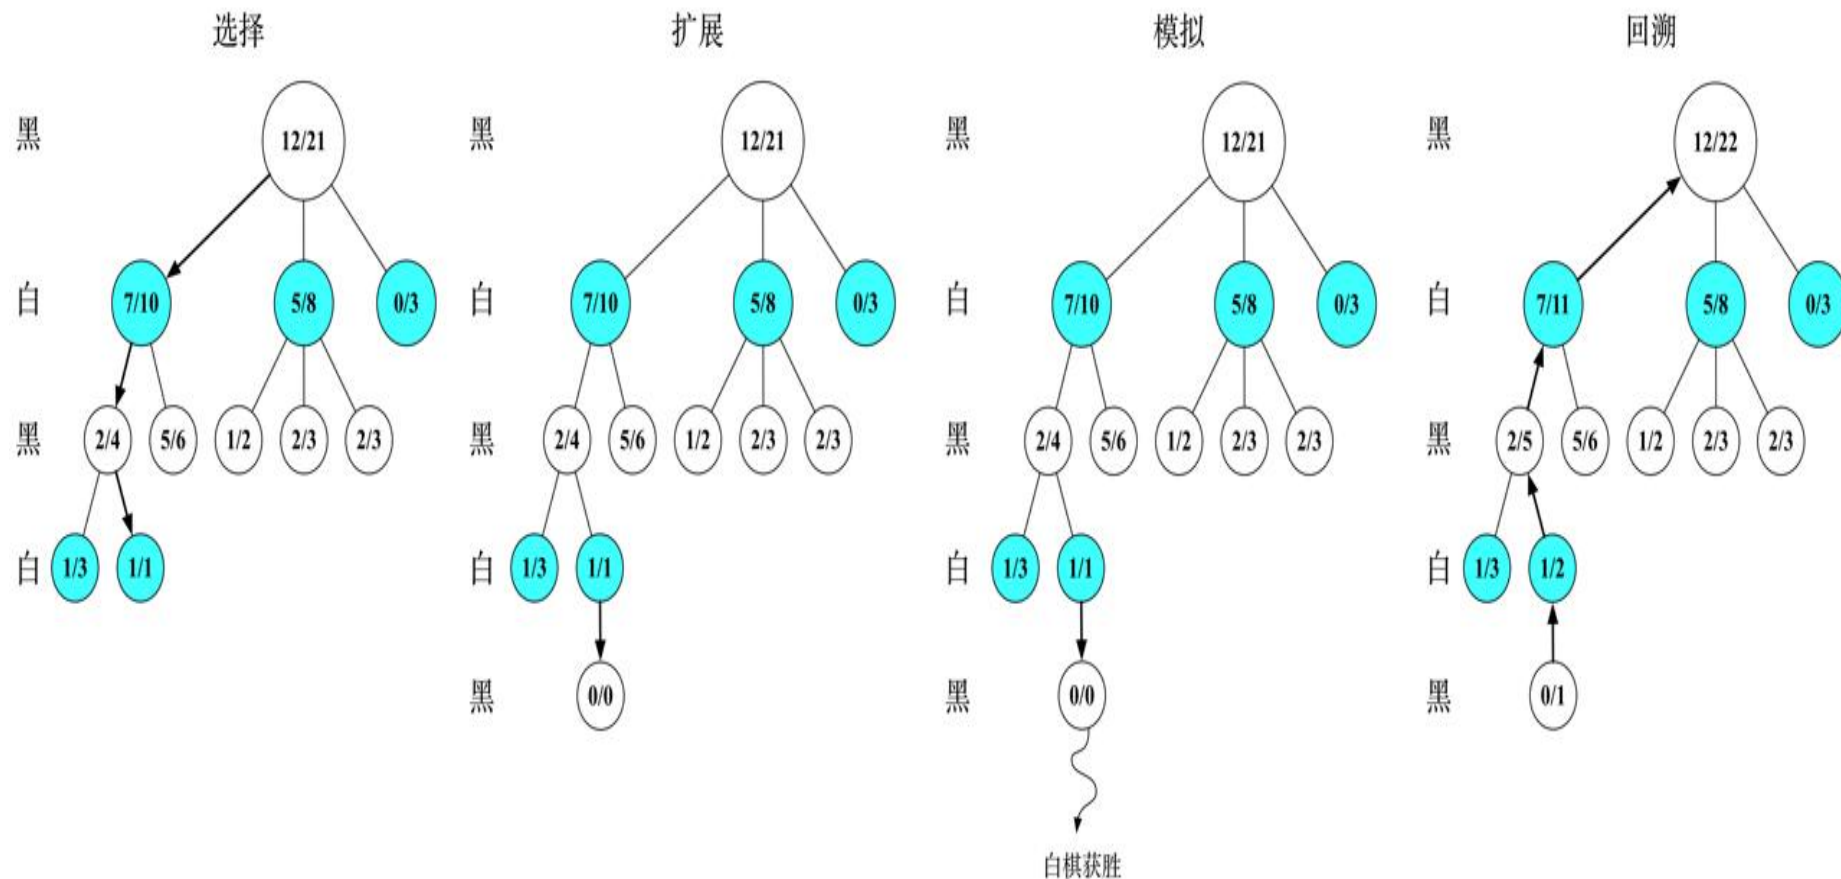 选择 扩展 模拟 回溯
黑 12/21 黑 12/21 黑 12/21 黑 12/22
白 7/10 5/8 0/3 白 7/10 5/8 0/3 白 7/10 5/8 0/3 白 7/11 5/8 0/3
黑 2/4 5/6 1/2 2/3 2/3 黑 2/4 5/6 1/2 2/3 2/3 黑 2/4 5/6 1/2 2/3 2/3 黑 2/5 5/6 1/2 2/3 2/3
白 1/3 1/1 白 1/3 1/1 白 1/3 1/1 白 1/3 1/2
黑 0/0 黑 0/0 黑 0/1
白棋获胜